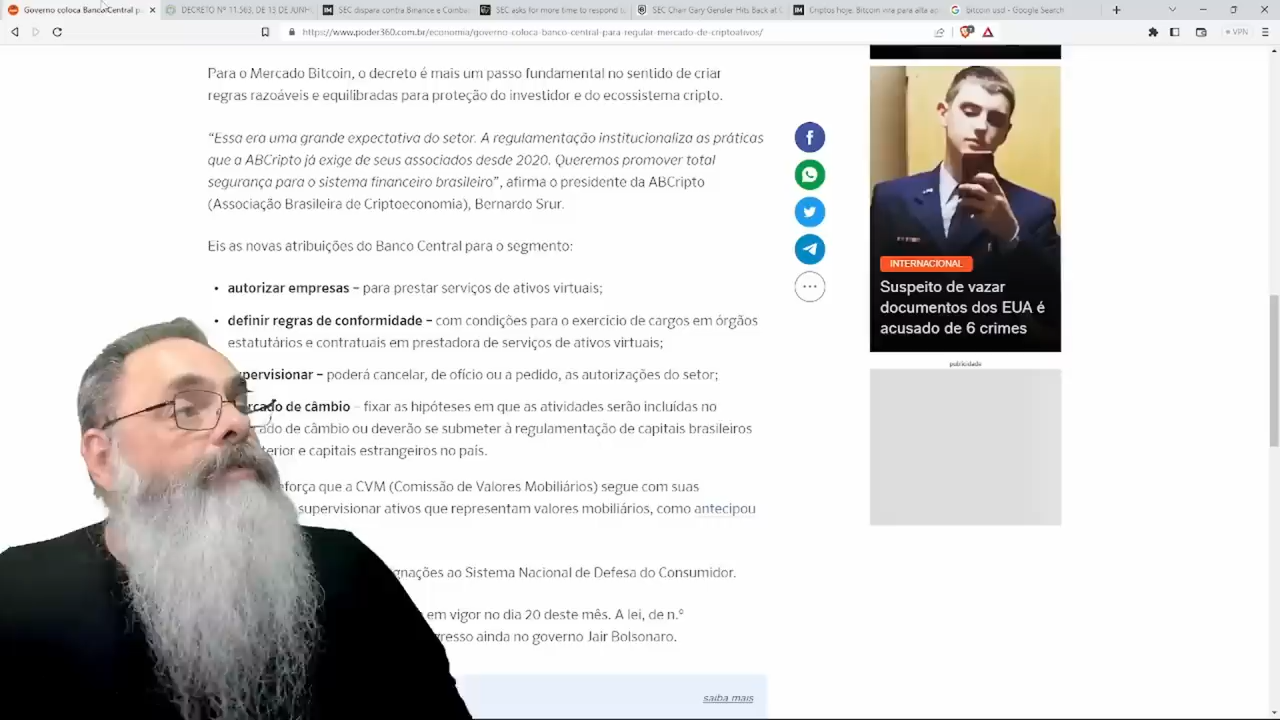 Governo coloca Banco Central p
DECRETO Nº 11.563, DE 13 DE JUNH
SEC dispara contra Binance e Coinbas
SEC asks for more time to respond to
SEC Chair Gary Gensler Hits Back at C
Criptos hoje: Bitcoin vira para alta ap
bitcoin usd - Google Search
https://www.poder360.com.br/economia/governo-coloca-banco-central-para-regular-mercado-de-criptoativos/
VPN
Para o Mercado Bitcoin, o decreto é mais um passo fundamental no sentido de criar
regras razoáveis e equilibradas para proteção do investidor e do ecossistema cripto.
“Essa era uma grande expectativa do setor. A regulamentação institucionaliza as práticas
que a ABCripto já exige de seus associados desde 2020. Queremos promover total
segurança para o sistema financeiro brasileiro”, afirma o presidente da ABCripto
(Associação Brasileira de Criptoeconomia), Bernardo Srur.
Eis as novas atribuições do Banco Central para o segmento:
• autorizar empresas – para prestar serviços de ativos virtuais;
regras de conformidade – com condições para o exercício de cargos em órgãos
estatutários e contratuais em prestadora de serviços de ativos virtuais;
cionar – poderá cancelar, de ofício ou a pedido, as autorizações do setor;
do de câmbio – fixar as hipóteses em que as atividades serão incluídas no
ado de câmbio ou deverão se submeter à regulamentação de capitais brasileiros
terior e capitais estrangeiros no país.
força que a CVM (Comissão de Valores Mobiliários) segue com suas
supervisionar ativos que representam valores mobiliários, como antecipou
gnações ao Sistema Nacional de Defesa do Consumidor.
em vigor no dia 20 deste mês. A lei, de n.º
gresso ainda no governo Jair Bolsonaro.
saiba mais
INTERNACIONAL
Suspeito de vazar
documentos dos EUA é
acusado de 6 crimes
publicidade